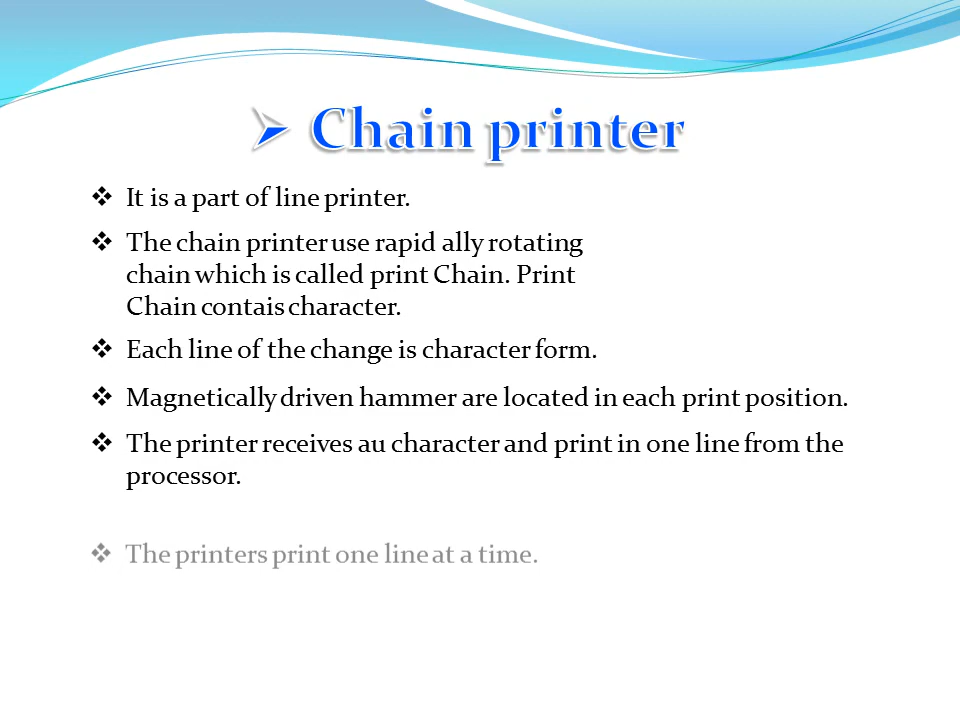 Chain printer
It is a part of line printer.
The chain printer use rapid ally rotating
chain which is called print Chain. Print
Chain contais character.
Each line of the change is character form.
Magnetically driven hammer are located in each print position.
The printer receives au character and print in one line from the
processor.
The printers print one line at a time.